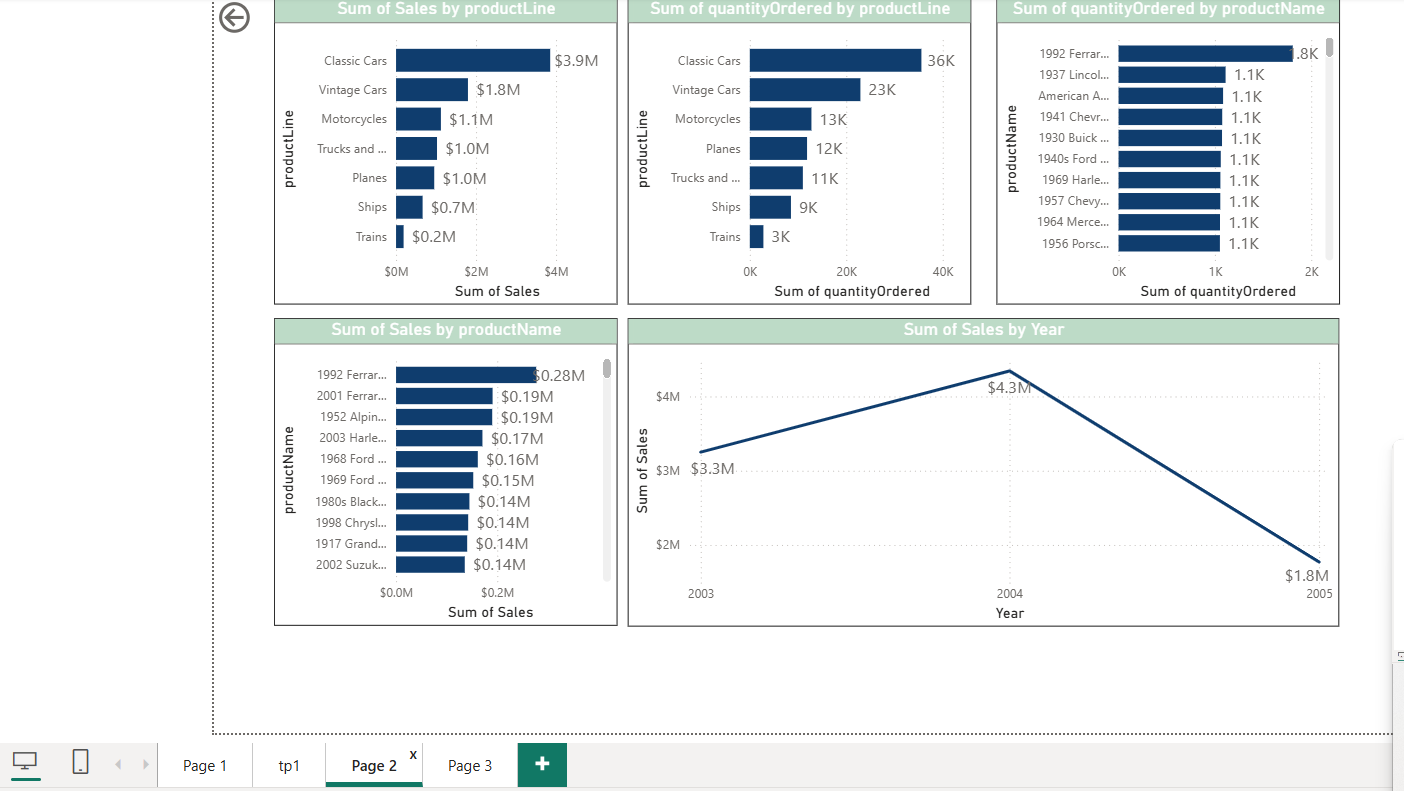 Sum of Sales by productLine
productLine
Classic Cars $3.9M
Vintage Cars $1.8M
Motorcycles $1.1M
Trucks and ... $1.0M
Planes $1.0M
Ships $0.7M
Trains $0.2M
$0M $2M $4M
Sum of Sales
Sum of quantityOrdered by productLine
productLine
Classic Cars 36K
Vintage Cars 23K
Motorcycles 13K
Planes 12K
Trucks and ... 11K
Ships 9K
Trains 3K
0K 20K 40K
Sum of quantityOrdered
Sum of quantityOrdered by productName
productName
1992 Ferrar... 1.8K
1937 Lincol... 1.1K
American A... 1.1K
1941 Chevr... 1.1K
1930 Buick ... 1.1K
1940s Ford ... 1.1K
1969 Harle... 1.1K
1957 Chevy... 1.1K
1964 Merce... 1.1K
1956 Porsc... 1.1K
0K 1K 2K
Sum of quantityOrdered
Sum of Sales by productName
productName
1992 Ferrar... $0.28M
2001 Ferrar... $0.19M
1952 Alpin... $0.19M
2003 Harle... $0.17M
1968 Ford ... $0.16M
1969 Ford ... $0.15M
1980s Black... $0.14M
1998 Chrysl... $0.14M
1917 Grand... $0.14M
2002 Suzuk... $0.14M
$0.0M $0.2M
Sum of Sales
Sum of Sales by Year
Sum of Sales
$4M
$3M
$2M
$3.3M
$4.3M
$1.8M
2003 2004 2005
Year
Page 1 tp1 Page 2 x Page 3 +